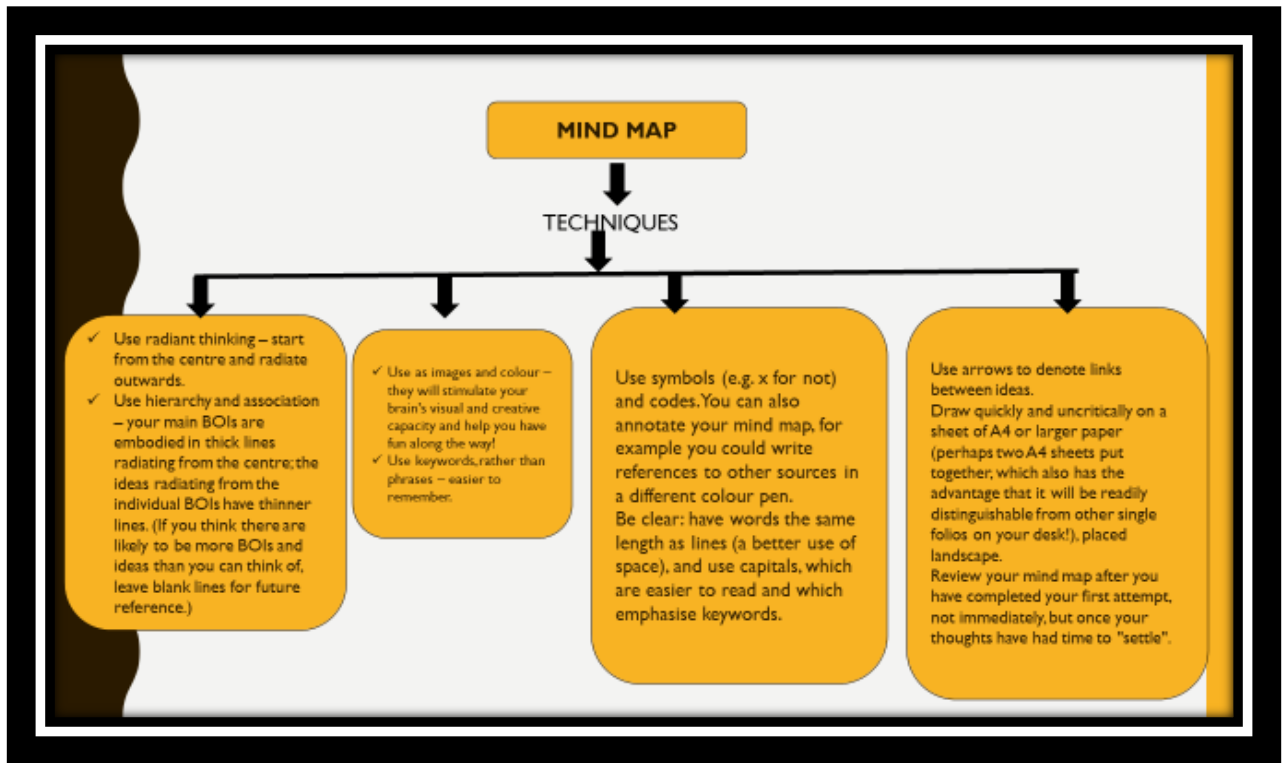 MIND MAP
TECHNIQUES
✓ Use radiant thinking – start
from the centre and radiate
outwards.
✓ Use hierarchy and association
– your main BOIs are
embodied in thick lines
radiating from the centre; the
ideas radiating from the
individual BOIs have thinner
lines. (If you think there are
likely to be more BOIs and
ideas than you can think of,
leave blank lines for future
reference.)
✓ Use as images and colour –
they will stimulate your
brain's visual and creative
capacity and help you have
fun along the way!
✓ Use keywords, rather than
phrases – easier to
remember.
Use symbols (e.g. x for not)
and codes. You can also
annotate your mind map, for
example you could write
references to other sources in
a different colour pen.
Be clear: have words the same
length as lines (a better use of
space), and use capitals, which
are easier to read and which
emphasise keywords.
Use arrows to denote links
between ideas.
Draw quickly and uncritically on a
sheet of A4 or larger paper
(perhaps two A4 sheets put
together, which also has the
advantage that it will be readily
distinguishable from other single
folios on your desk!), placed
landscape.
Review your mind map after you
have completed your first attempt,
not immediately, but once your
thoughts have had time to "settle".